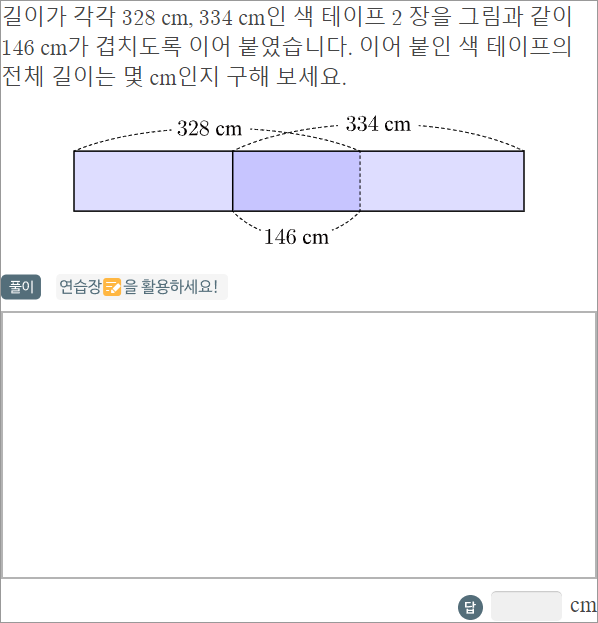 길이가 각각 328 cm, 334 cm인 색 테이프 2 장을 그림과 같이
146 cm가 겹치도록 이어 붙였습니다. 이어 붙인 색 테이프의
전체 길이는 몇 cm인지 구해 보세요.
328 cm
334 cm
146 cm
풀이 연습장을 활용하세요!
답 cm